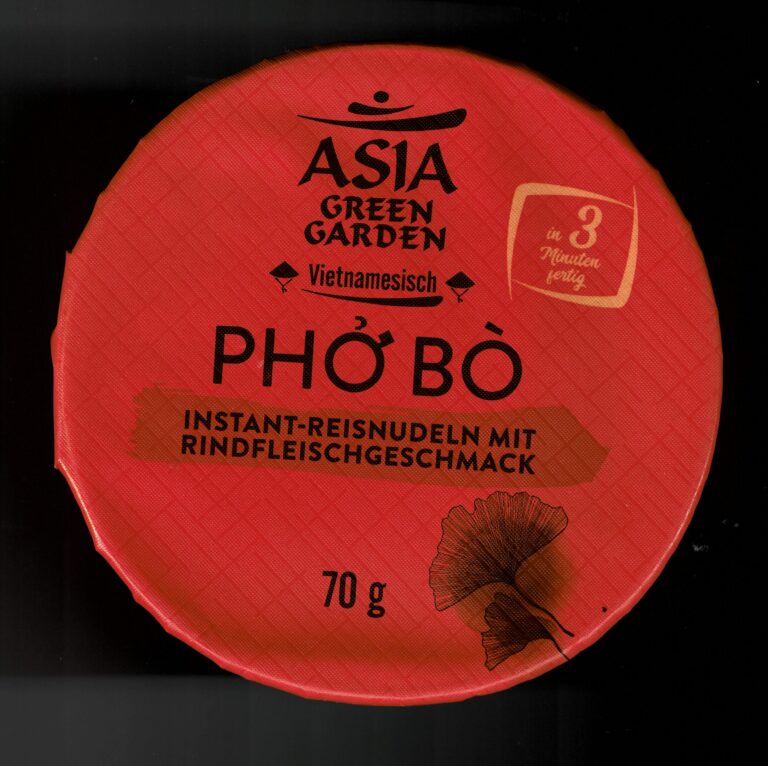 ASIA
GREEN
GARDEN
Vietnamesisch
in 3
Minuten
fertig
PHỞ BÒ
INSTANT-REISNUDELN MIT
RINDFLEISCHGESCHMACK
70 g